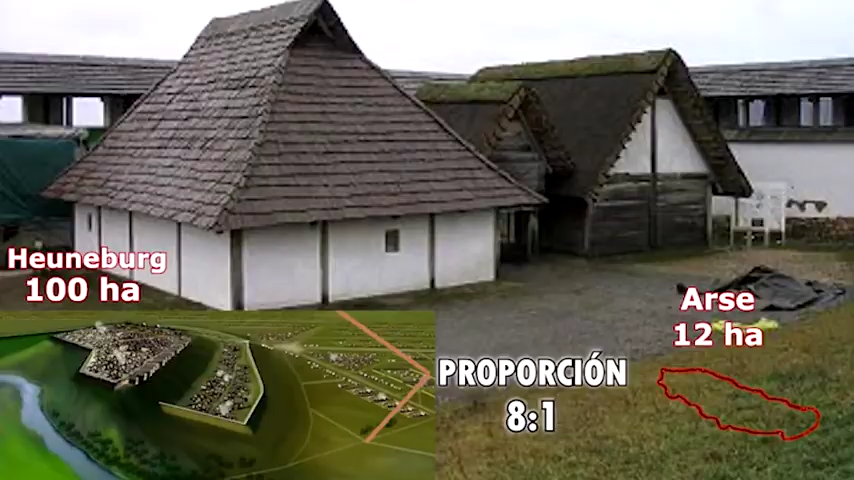 Heuneburg
100 ha
Arse
12 ha
PROPORCIÓN
8:1